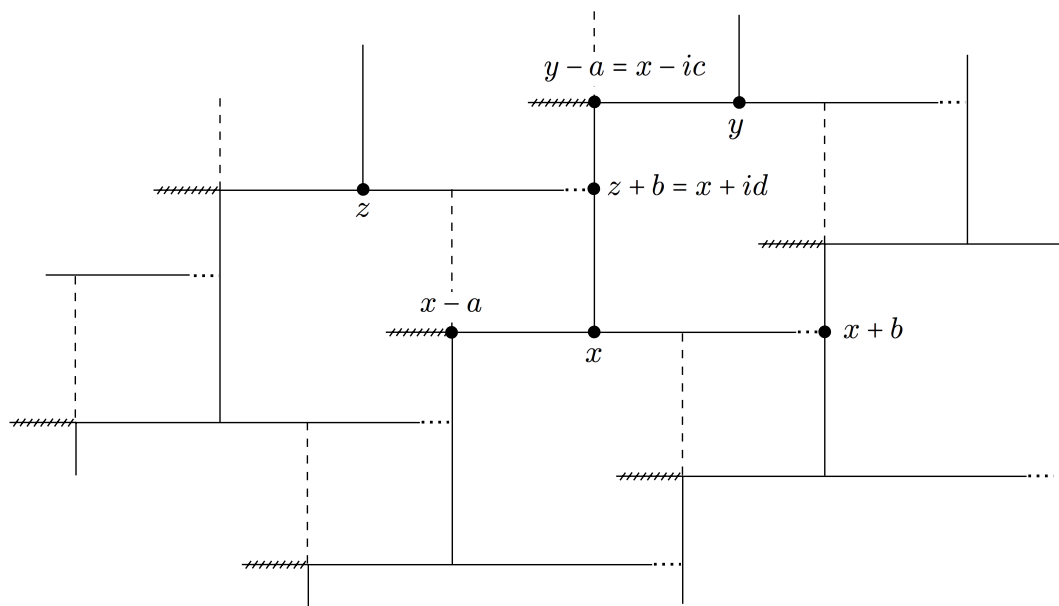 y − a = x − ic
y
z + b = x + id
z
x − a
x
x + b